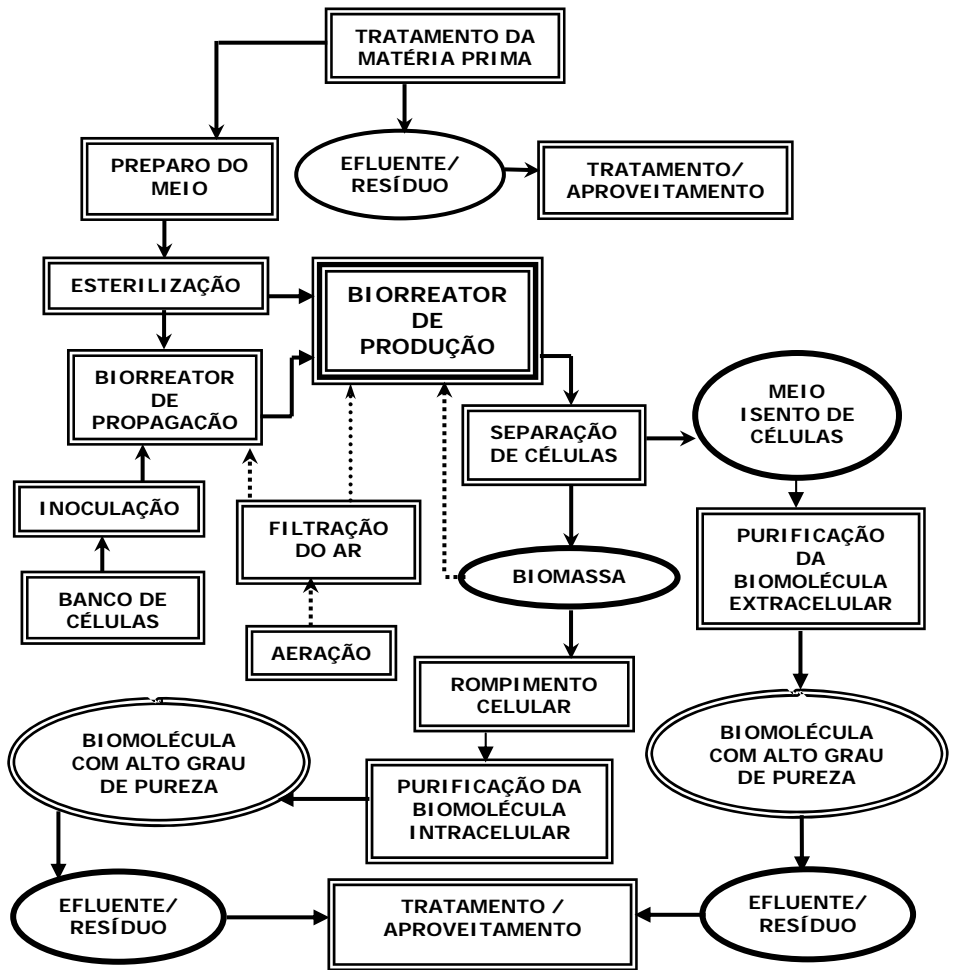 TRATAMENTO DA
MATÉRIA PRIMA
PREPARO DO
MEIO
EFLUENTE/
RESÍDUO
TRATAMENTO/
APROVEITAMENTO
ESTERILIZAÇÃO
BIORREATOR
DE
PRODUÇÃO
BIORREATOR
DE
PROPAGAÇÃO
SEPARAÇÃO
DE CÉLULAS
MEIO
ISENTO DE
CÉLULAS
INOCULAÇÃO
FILTRAÇÃO
DO AR
BANCO DE
CÉLULAS
AERAÇÃO
BIOMASSA
PURIFICAÇÃO
DA
BIOMOLÉCULA
EXTRACELULAR
ROMPIMENTO
CELULAR
BIOMOLÉCULA
COM ALTO GRAU
DE PUREZA
PURIFICAÇÃO DA
BIOMOLÉCULA
INTRACELULAR
BIOMOLÉCULA
COM ALTO GRAU
DE PUREZA
EFLUENTE/
RESÍDUO
TRATAMENTO /
APROVEITAMENTO
EFLUENTE/
RESÍDUO